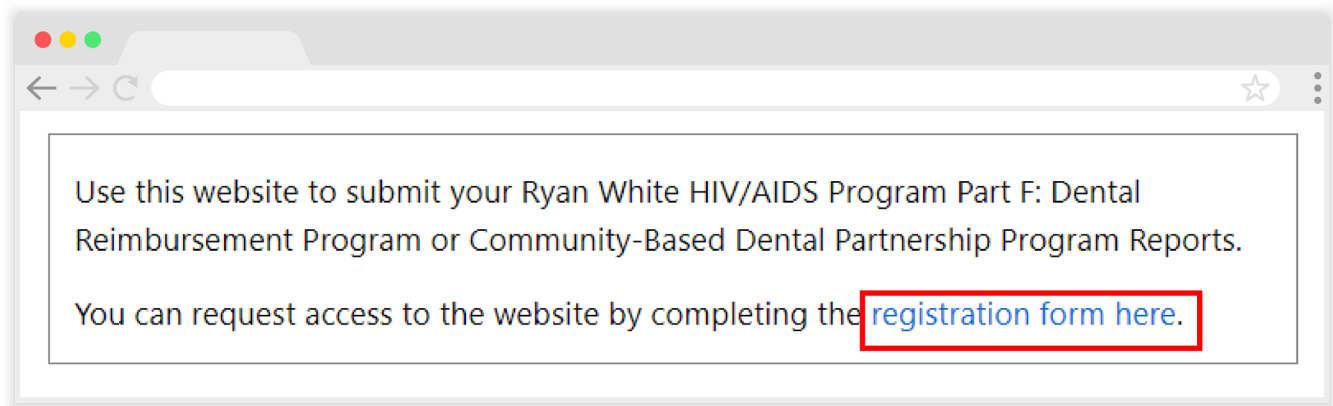 Use this website to submit your Ryan White HIV/AIDS Program Part F: Dental
Reimbursement Program or Community-Based Dental Partnership Program Reports.
You can request access to the website by completing the registration form here.